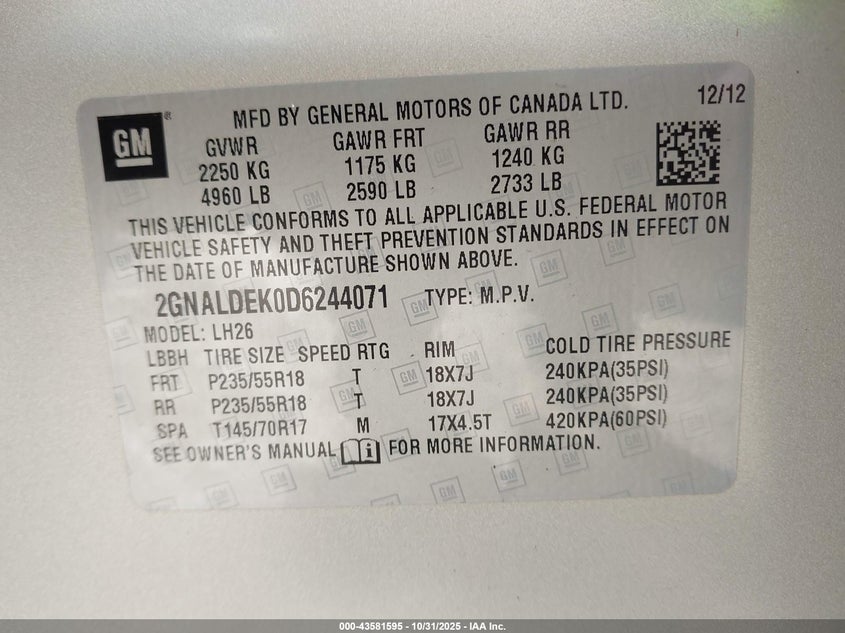 MFD BY GENERAL MOTORS OF CANADA LTD. 12/12
GM
GVWR GAWR FRT GAWR RR
2250 KG 1175 KG 1240 KG
4960 LB 2590 LB 2733 LB
THIS VEHICLE CONFORMS TO ALL APPLICABLE U.S. FEDERAL MOTOR
VEHICLE SAFETY AND THEFT PREVENTION STANDARDS IN EFFECT ON
THE DATE OF MANUFACTURE SHOWN ABOVE.
2GNALDEK0D6244071 TYPE: M.P.V.
MODEL: LH26
LBBH TIRE SIZE SPEED RTG RIM COLD TIRE PRESSURE
FRT P235/55R18 T 18X7J 240KPA(35PSI)
RR P235/55R18 T 18X7J 240KPA(35PSI)
SPA T145/70R17 M 17X4.5T 420KPA(60PSI)
SEE OWNER'S MANUAL FOR MORE INFORMATION.
000-43581595 - 10/31/2025 - IAA Inc.